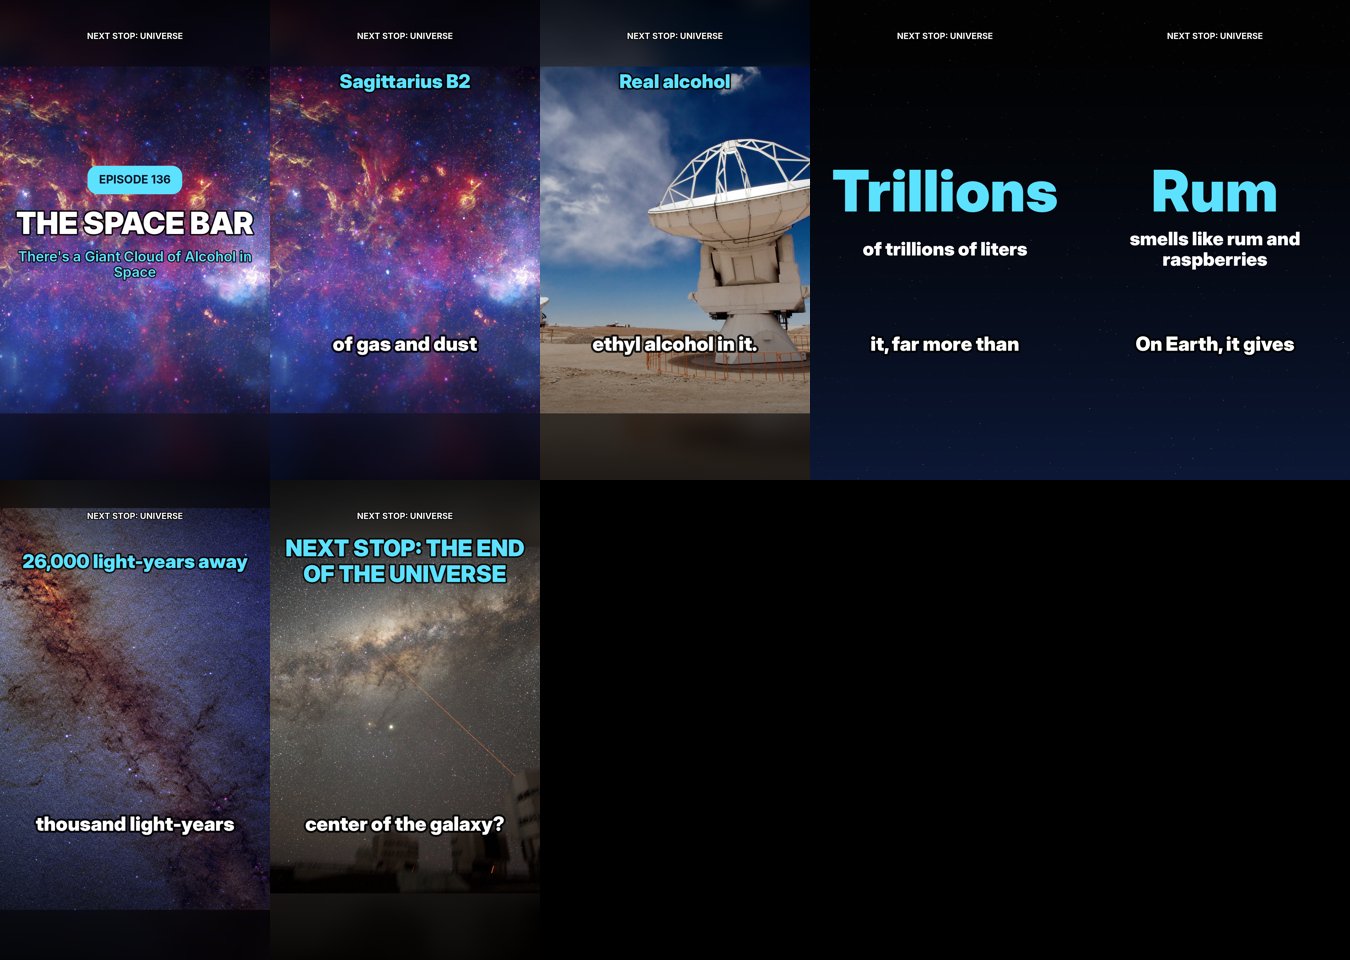 NEXT STOP: UNIVERSE
EPISODE 136
THE SPACE BAR
There's a Giant Cloud of Alcohol in
Space
NEXT STOP: UNIVERSE
Sagittarius B2
of gas and dust
NEXT STOP: UNIVERSE
Real alcohol
ethyl alcohol in it.
NEXT STOP: UNIVERSE
Trillions
of trillions of liters
it, far more than
NEXT STOP: UNIVERSE
Rum
smells like rum and
raspberries
On Earth, it gives
NEXT STOP: UNIVERSE
26,000 light-years away
thousand light-years
NEXT STOP: UNIVERSE
NEXT STOP: THE END
OF THE UNIVERSE
center of the galaxy?